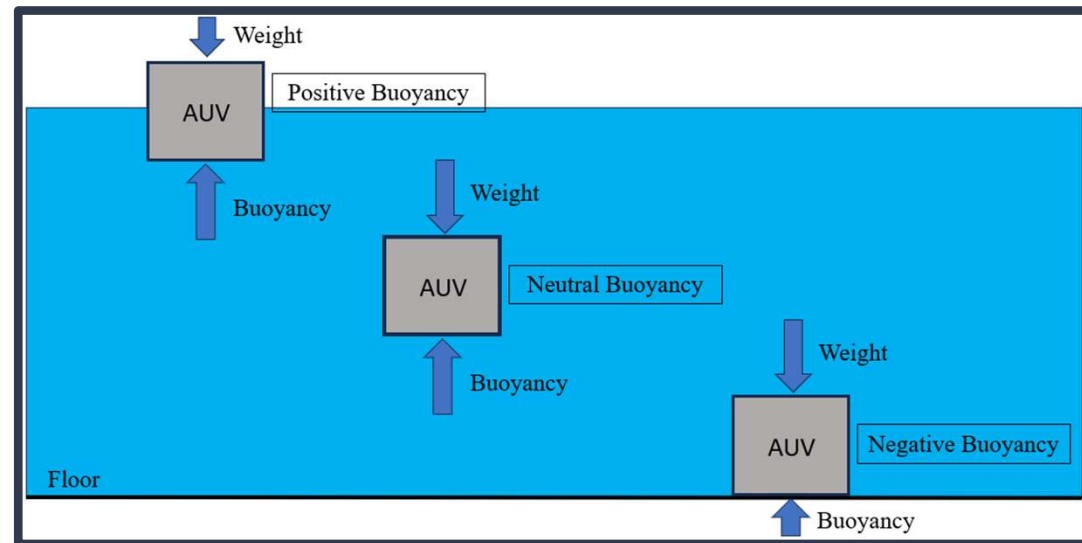 Weight
AUV
Positive Buoyancy
Buoyancy
Weight
AUV
Neutral Buoyancy
Buoyancy
Weight
AUV
Negative Buoyancy
Floor
Buoyancy